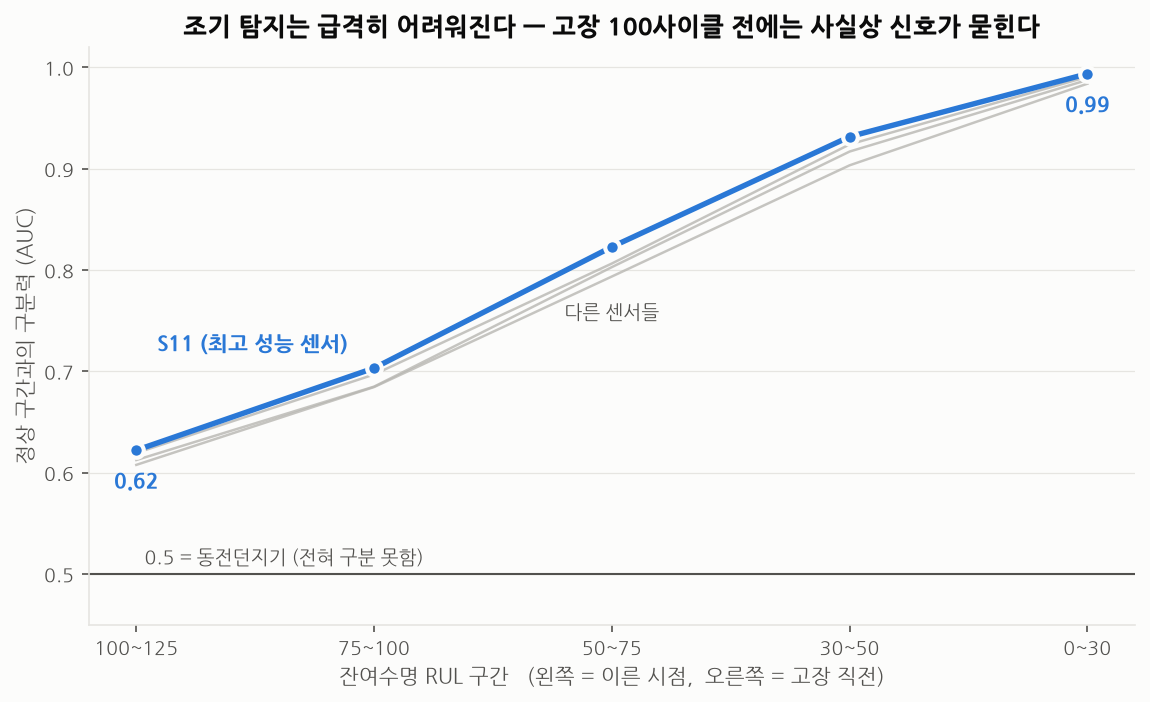 조기 탐지는 급격히 어려워진다 — 고장 100사이클 전에는 사실상 신호가 묻힌다
정상 구간과의 구분력 (AUC)
1.0
0.9
0.8
0.7
0.6
0.5
0.99
다른 센서들
S11 (최고 성능 센서)
0.62
0.5 = 동전던지기 (전혀 구분 못함)
100~125 75~100 50~75 30~50 0~30
잔여수명 RUL 구간 (왼쪽 = 이른 시점, 오른쪽 = 고장 직전)